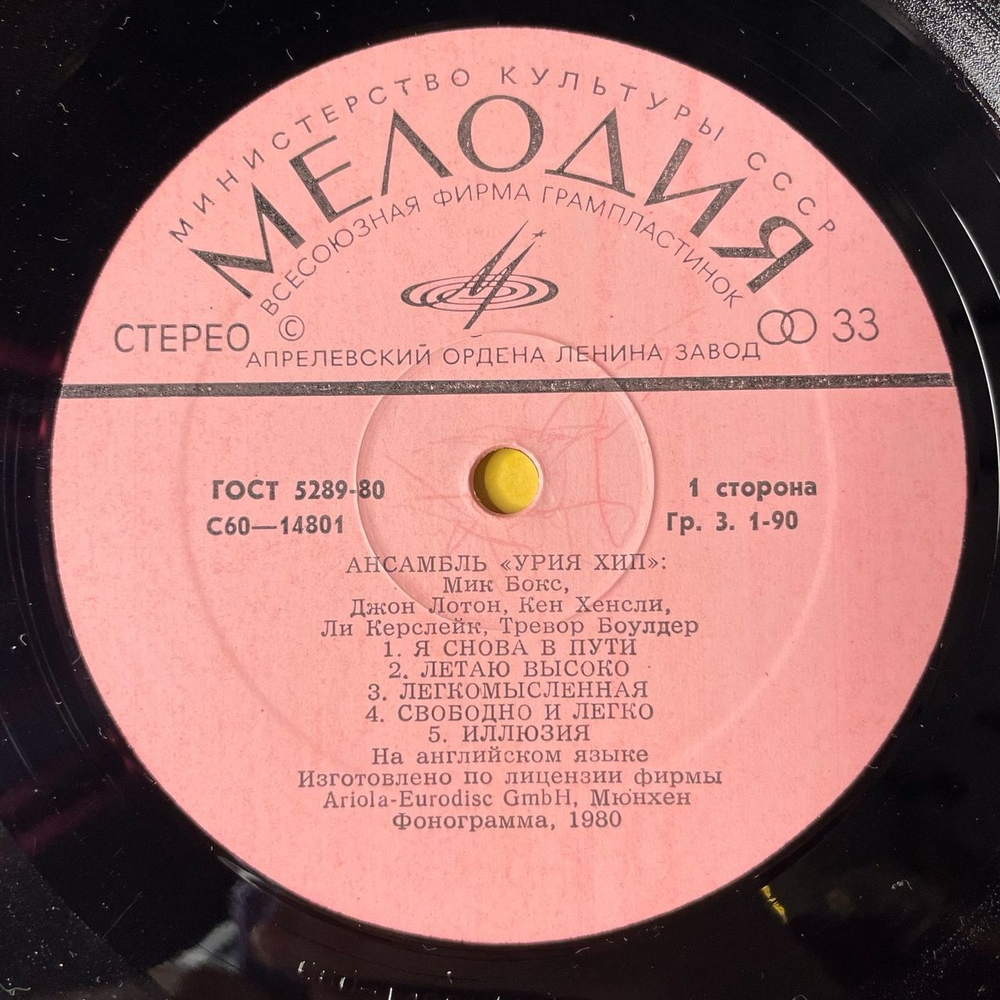 МИНИСТЕРСТВО КУЛЬТУРЫ СССР
МЕЛОДИЯ
ВСЕСОЮЗНАЯ ФИРМА ГРАМПЛАСТИНОК
СТЕРЕО © 33
АПРЕЛЕВСКИЙ ОРДЕНА ЛЕНИНА ЗАВОД
ГОСТ 5289-80 1 сторона
С60—14801 Гр. 3. 1-90
АНСАМБЛЬ «УРИЯ ХИП»:
Мик Бокс,
Джон Лотон, Кен Хенсли,
Ли Керслейк, Тревор Боулдер
1. Я СНОВА В ПУТИ
2. ЛЕТАЮ ВЫСОКО
3. ЛЕГКОМЫСЛЕННАЯ
4. СВОБОДНО И ЛЕГКО
5. ИЛЛЮЗИЯ
На английском языке
Изготовлено по лицензии фирмы
Ariola-Eurodisc GmbH, Мюнхен
Фонограмма, 1980